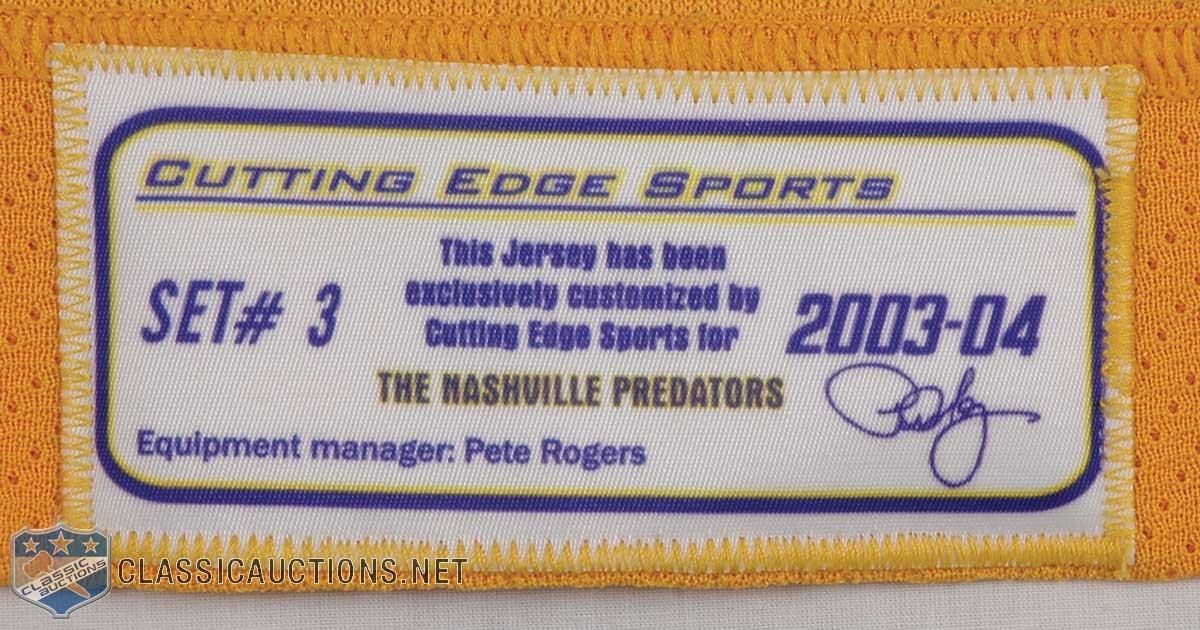 CUTTING EDGE SPORTS
This Jersey has been
exclusively customized by
Cutting Edge Sports for
SET# 3
2003-04
THE NASHVILLE PREDATORS
Equipment manager: Pete Rogers
CLASSIC
AUCTIONS
CLASSICAUCTIONS.NET